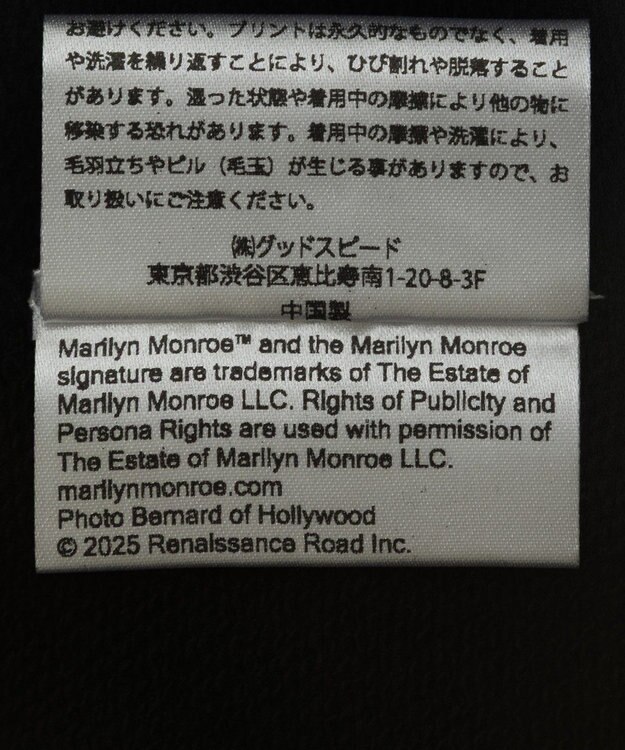 お避けください。プリントは永久的なものでなく、着用
や洗濯を繰り返すことにより、ひび割れや脱落すること
があります。湿った状態や着用中の摩擦により他の物に
移染する恐れがあります。着用中の摩擦や洗濯により、
毛羽立ちやピル（毛玉）が生じる事がありますので、お
取り扱いにご注意ください。
㈱グッドスピード
東京都渋谷区恵比寿南1-20-8-3F
中国製
Marilyn Monroe™ and the Marilyn Monroe
signature are trademarks of The Estate of
Marilyn Monroe LLC. Rights of Publicity and
Persona Rights are used with permission of
The Estate of Marilyn Monroe LLC.
marilynmonroe.com
Photo Bernard of Hollywood
© 2025 Renaissance Road Inc.